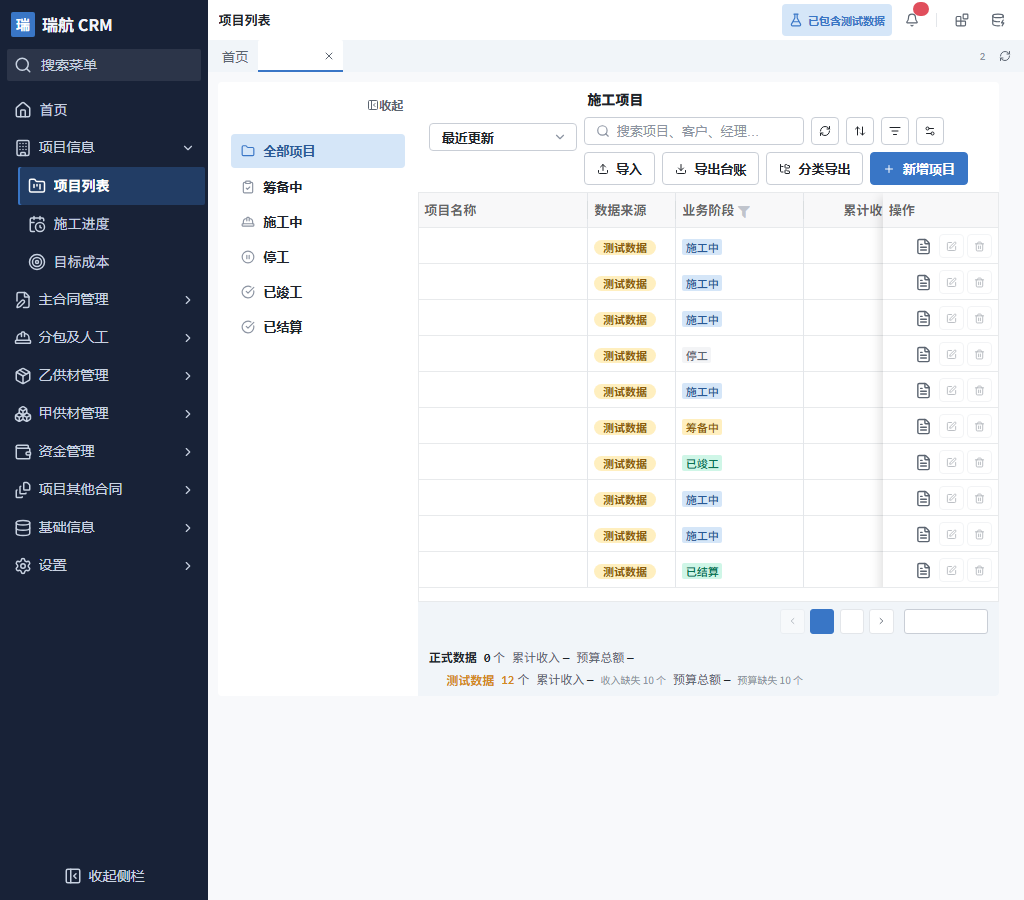 瑞 瑞航 CRM
搜索菜单
首页
项目信息
项目列表
施工进度
目标成本
主合同管理
分包及人工
乙供材管理
甲供材管理
资金管理
项目其他合同
基础信息
设置
收起侧栏
项目列表
已包含测试数据
首页
2
收起
全部项目
筹备中
施工中
停工
已竣工
已结算
施工项目
最近更新
搜索项目、客户、经理...
导入 导出台账 分类导出 新增项目
项目名称 数据来源 业务阶段 累计收 操作
测试数据 施工中
测试数据 施工中
测试数据 施工中
测试数据 停工
测试数据 施工中
测试数据 筹备中
测试数据 已竣工
测试数据 施工中
测试数据 施工中
测试数据 已结算
正式数据 0 个 累计收入 – 预算总额 –
测试数据 12 个 累计收入 – 收入缺失 10 个 预算总额 – 预算缺失 10 个